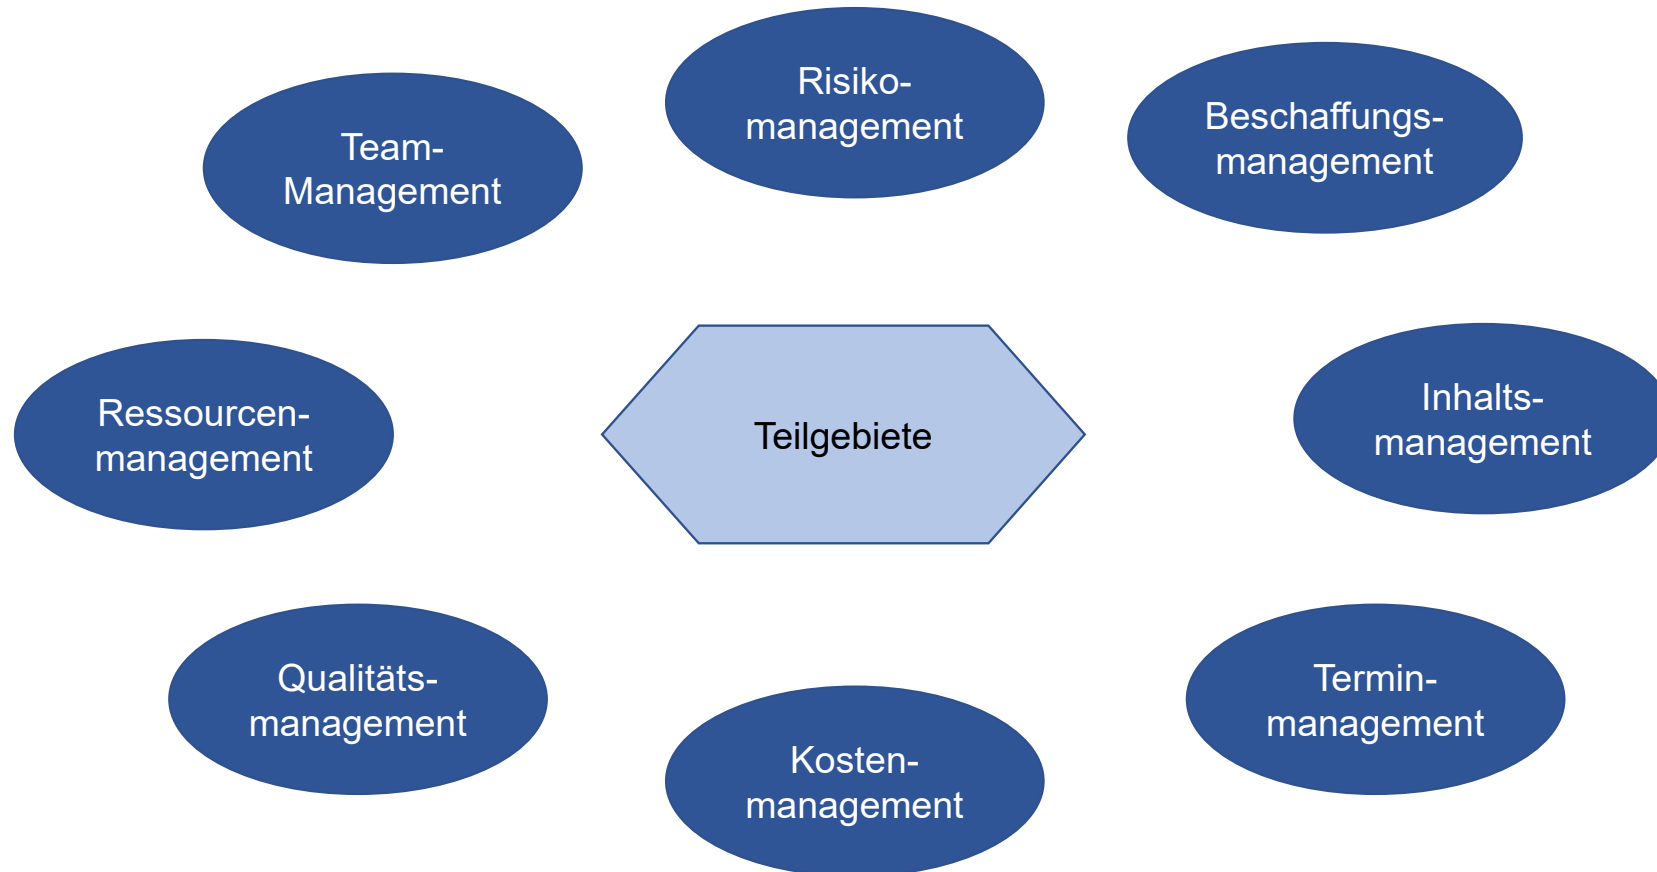 Risiko-
management
Beschaffungs-
management
Team-
Management
Inhalts-
management
Ressourcen-
management
Teilgebiete
Qualitäts-
management
Termin-
management
Kosten-
management